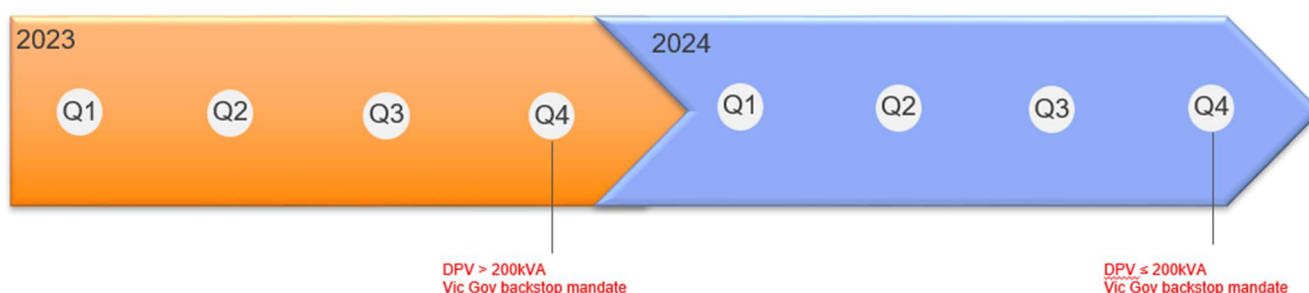 2023
2024
Q1
Q2
Q3
Q4
Q1
Q2
Q3
Q4
DPV > 200kVA
Vic Gov backstop mandate
DPV ≤ 200kVA
Vic Gov backstop mandate